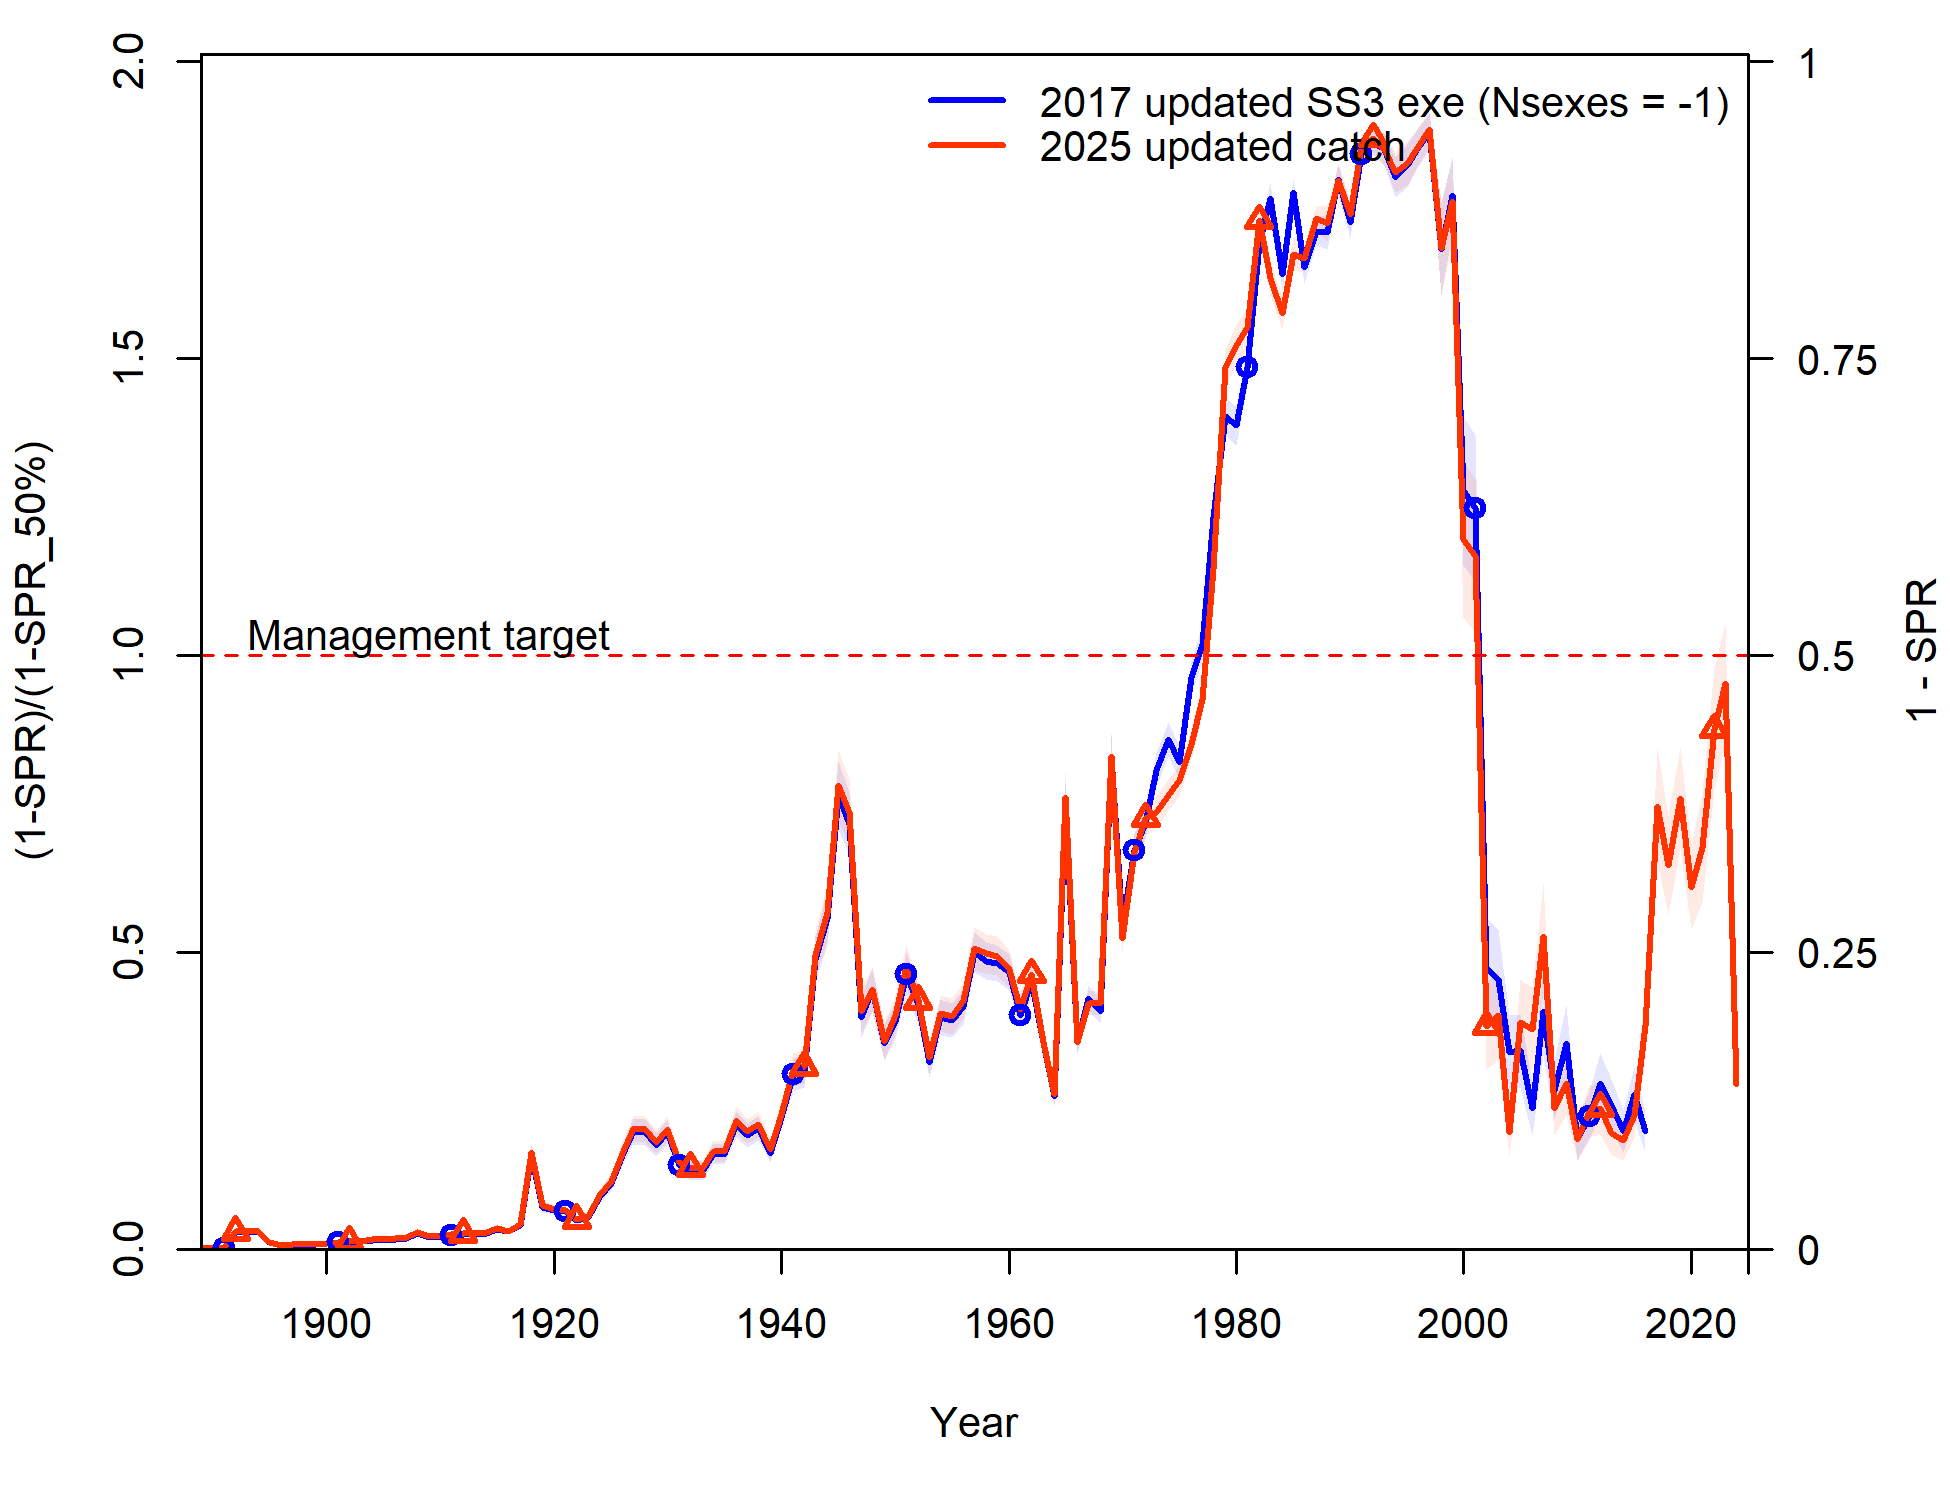 2017 updated SS3 exe (Nsexes = -1)
2025 updated catch
Management target
(1-SPR)/(1-SPR_50%)
0.0
0.5
1.0
1.5
2.0
1 - SPR
0
0.25
0.5
0.75
1
1900
1920
1940
1960
1980
2000
2020
Year